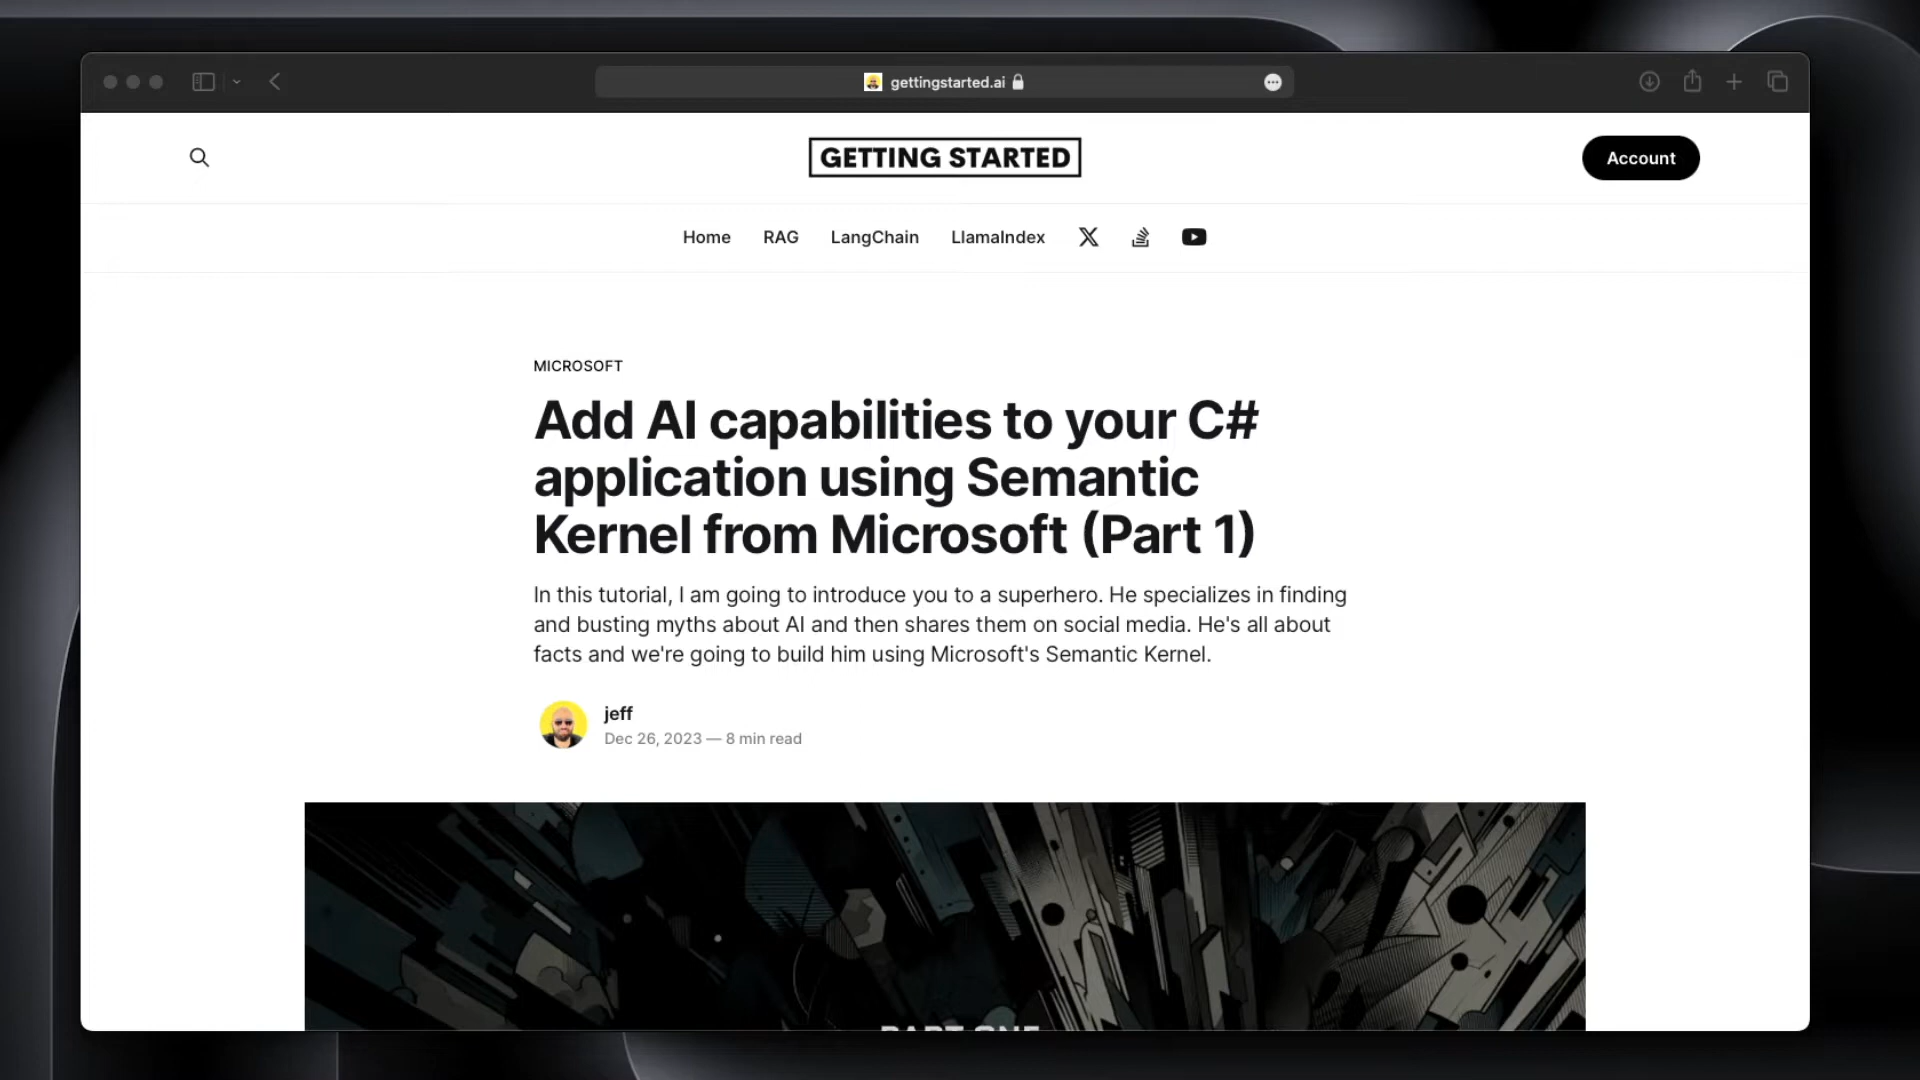 gettingstarted.ai
GETTING STARTED
Account
Home RAG LangChain LlamaIndex
MICROSOFT
Add AI capabilities to your C#
application using Semantic
Kernel from Microsoft (Part 1)
In this tutorial, I am going to introduce you to a superhero. He specializes in finding
and busting myths about AI and then shares them on social media. He's all about
facts and we're going to build him using Microsoft's Semantic Kernel.
jeff
Dec 26, 2023 — 8 min read
PART ONE